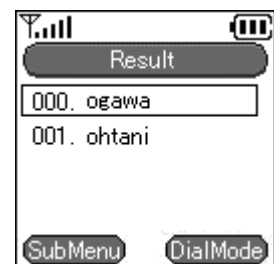 Result
000. ogawa
001. ohtani
SubMenu DialMode